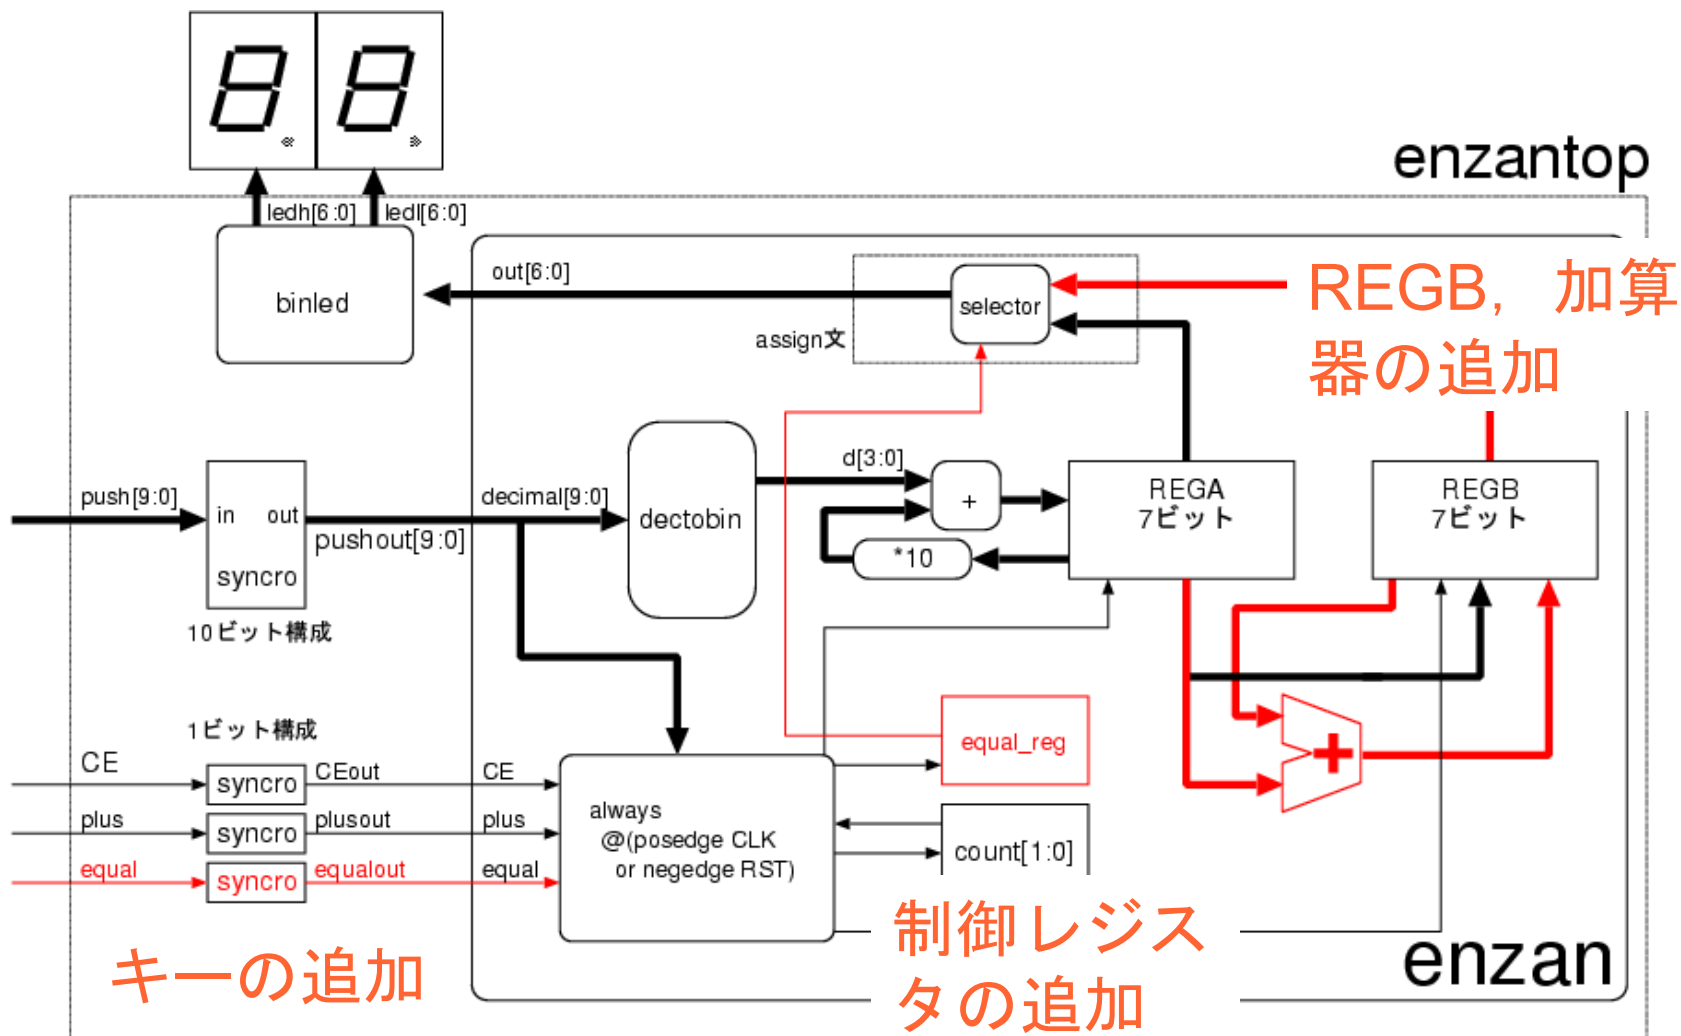 enzantop
ledh[6:0] ledl[6:0]
binled
out[6:0]
selector
assign文
REGB, 加算
器の追加
push[9:0]
in out
syncro
pushout[9:0]
10ビット構成
decimal[9:0]
dectobin
d[3:0]
+
*10
REGA
7ビット
REGB
7ビット
1ビット構成
CE
syncro
CEout
CE
plus
syncro
plusout
plus
equal
syncro
equalout
equal
always
@(posedge CLK
or negedge RST)
equal_reg
count[1:0]
+
キーの追加
制御レジス
タの追加
enzan